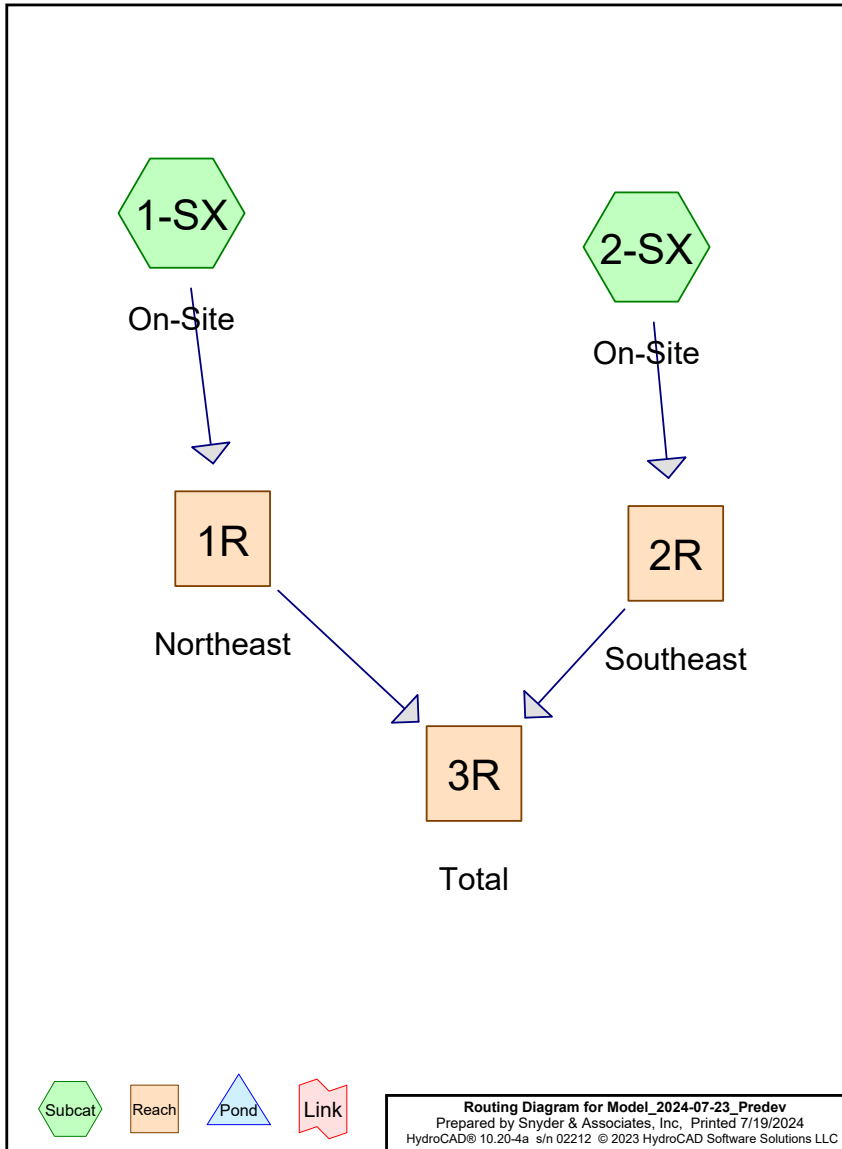 1-SX
On-Site
2-SX
On-Site
1R
Northeast
2R
Southeast
3R
Total
Subcat
Reach
Pond
Link
Routing Diagram for Model_2024-07-23_Predev
Prepared by Snyder & Associates, Inc, Printed 7/19/2024
HydroCAD® 10.20-4a s/n 02212 © 2023 HydroCAD Software Solutions LLC